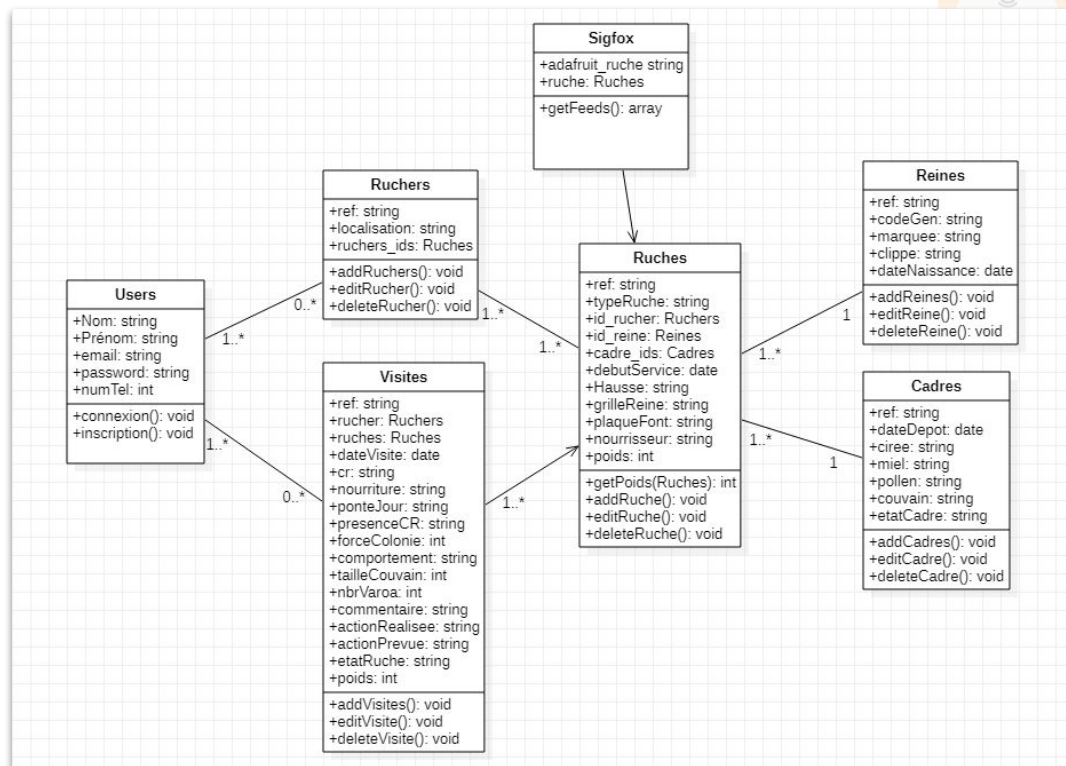 Sigfox
+adafruit_ruche string
+ruche: Ruches
+getFeeds(): array
Ruchers
+ref: string
+localisation: string
+ruchers_ids: Ruches
+addRuchers(): void
+editRucher(): void
+deleteRucher(): void
Reines
+ref: string
+codeGen: string
+marquee: string
+clippe: string
+dateNaissance: date
+addReines(): void
+editReine(): void
+deleteReine(): void
Users
+Nom: string
+Prénom: string
+email: string
+password: string
+numTel: int
+connexion(): void
+inscription(): void
Ruches
+ref: string
+typeRuche: string
+id_rucher: Ruchers
+id_reine: Reines
+cadre_ids: Cadres
+debutService: date
+Hausse: string
+grilleReine: string
+plaqueFont: string
+nourrisseur: string
+poids: int
+getPoids(Ruches): int
+addRuche(): void
+editRuche(): void
+deleteRuche(): void
Visites
+ref: string
+rucher: Ruchers
+ruches: Ruches
+dateVisite: date
+cr: string
+nourriture: string
+ponteJour: string
+presenceCR: string
+forceColonie: int
+comportement: string
+tailleCouvain: int
+nbrVaroa: int
+commentaire: string
+actionRealisee: string
+actionPrevue: string
+etatRuche: string
+poids: int
+addVisites(): void
+editVisite(): void
+deleteVisite(): void
Cadres
+ref: string
+dateDepot: date
+ciree: string
+miel: string
+pollen: string
+couvain: string
+etatCadre: string
+addCadres(): void
+editCadre(): void
+deleteCadre(): void
0..*
1..*
1..*
1..*
1
1..*
1..*
1
1..*
0..*
1..*